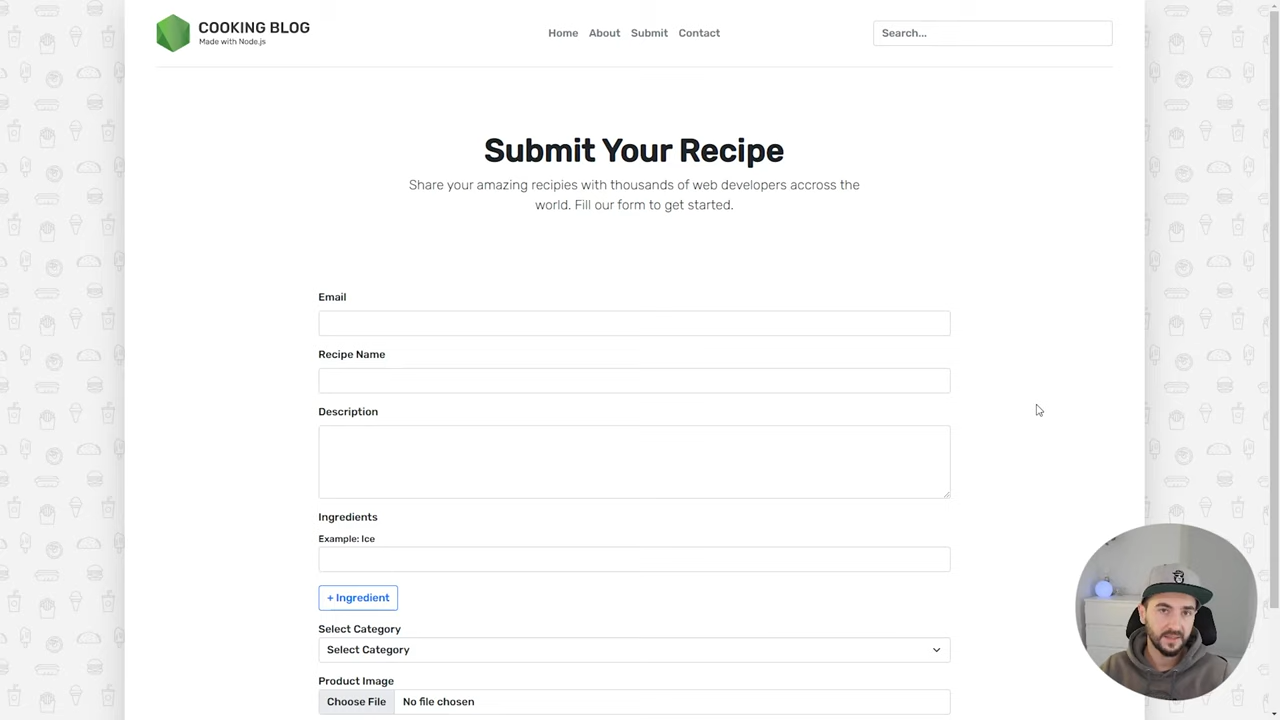 COOKING BLOG
Made with Node.js
Home About Submit Contact
Search...
Submit Your Recipe
Share your amazing recipies with thousands of web developers accross the
world. Fill our form to get started.
Email
Recipe Name
Description
Ingredients
Example: Ice
+ Ingredient
Select Category
Select Category
Product Image
Choose File No file chosen